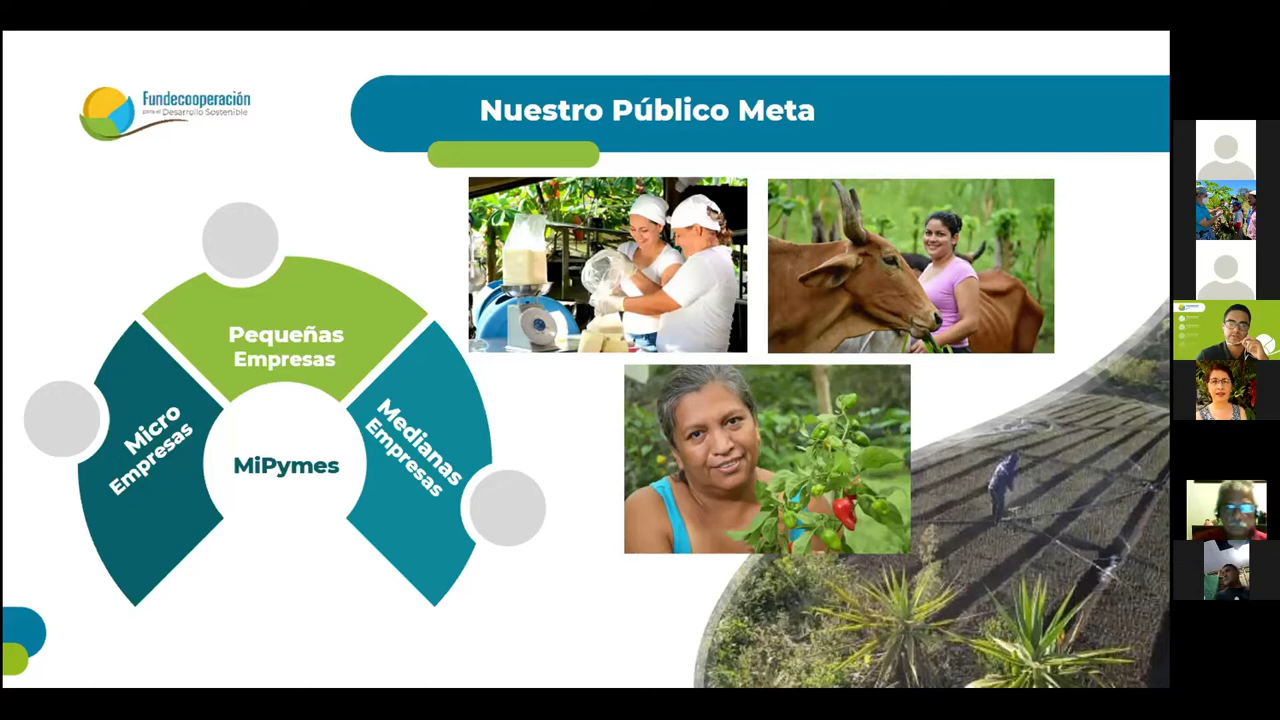 Fundecooperación
para el Desarrollo Sostenible
Nuestro Público Meta
Pequeñas
Empresas
Micro
Empresas
Medianas
Empresas
MiPymes